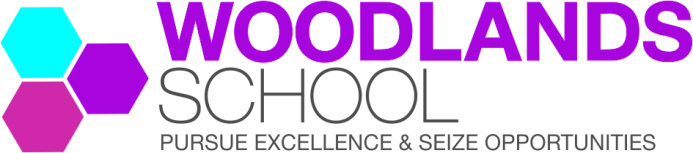 WOODLANDS
SCHOOL
PURSUE EXCELLENCE & SEIZE OPPORTUNITIES